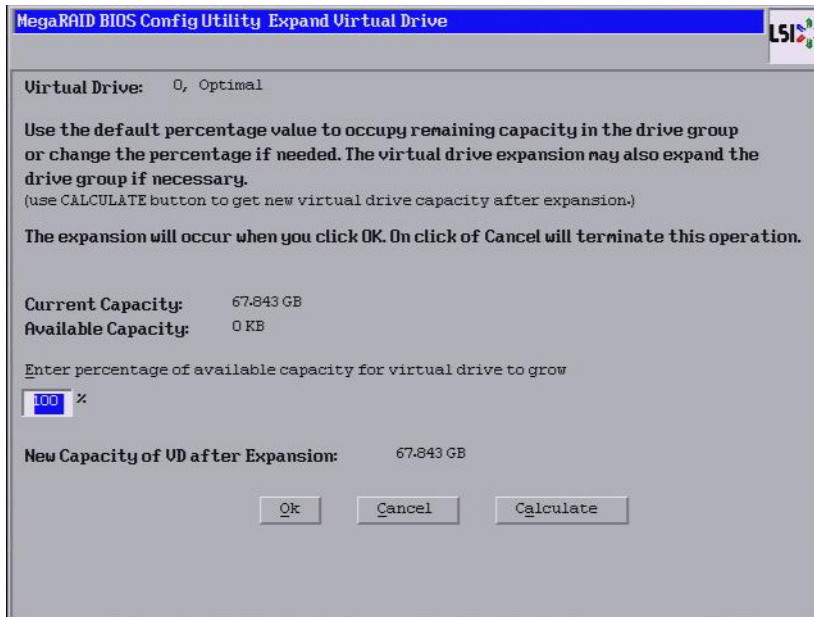 MegaRAID BIOS Config Utility Expand Virtual Drive
LSI
Virtual Drive: 0, Optimal
Use the default percentage value to occupy remaining capacity in the drive group
or change the percentage if needed. The virtual drive expansion may also expand the
drive group if necessary.
(use CALCULATE button to get new virtual drive capacity after expansion.)
The expansion will occur when you click OK. On click of Cancel will terminate this operation.
Current Capacity: 67.843 GB
Available Capacity: 0 KB
Enter percentage of available capacity for virtual drive to grow
100 %
New Capacity of VD after Expansion: 67.843 GB
Ok Cancel Calculate